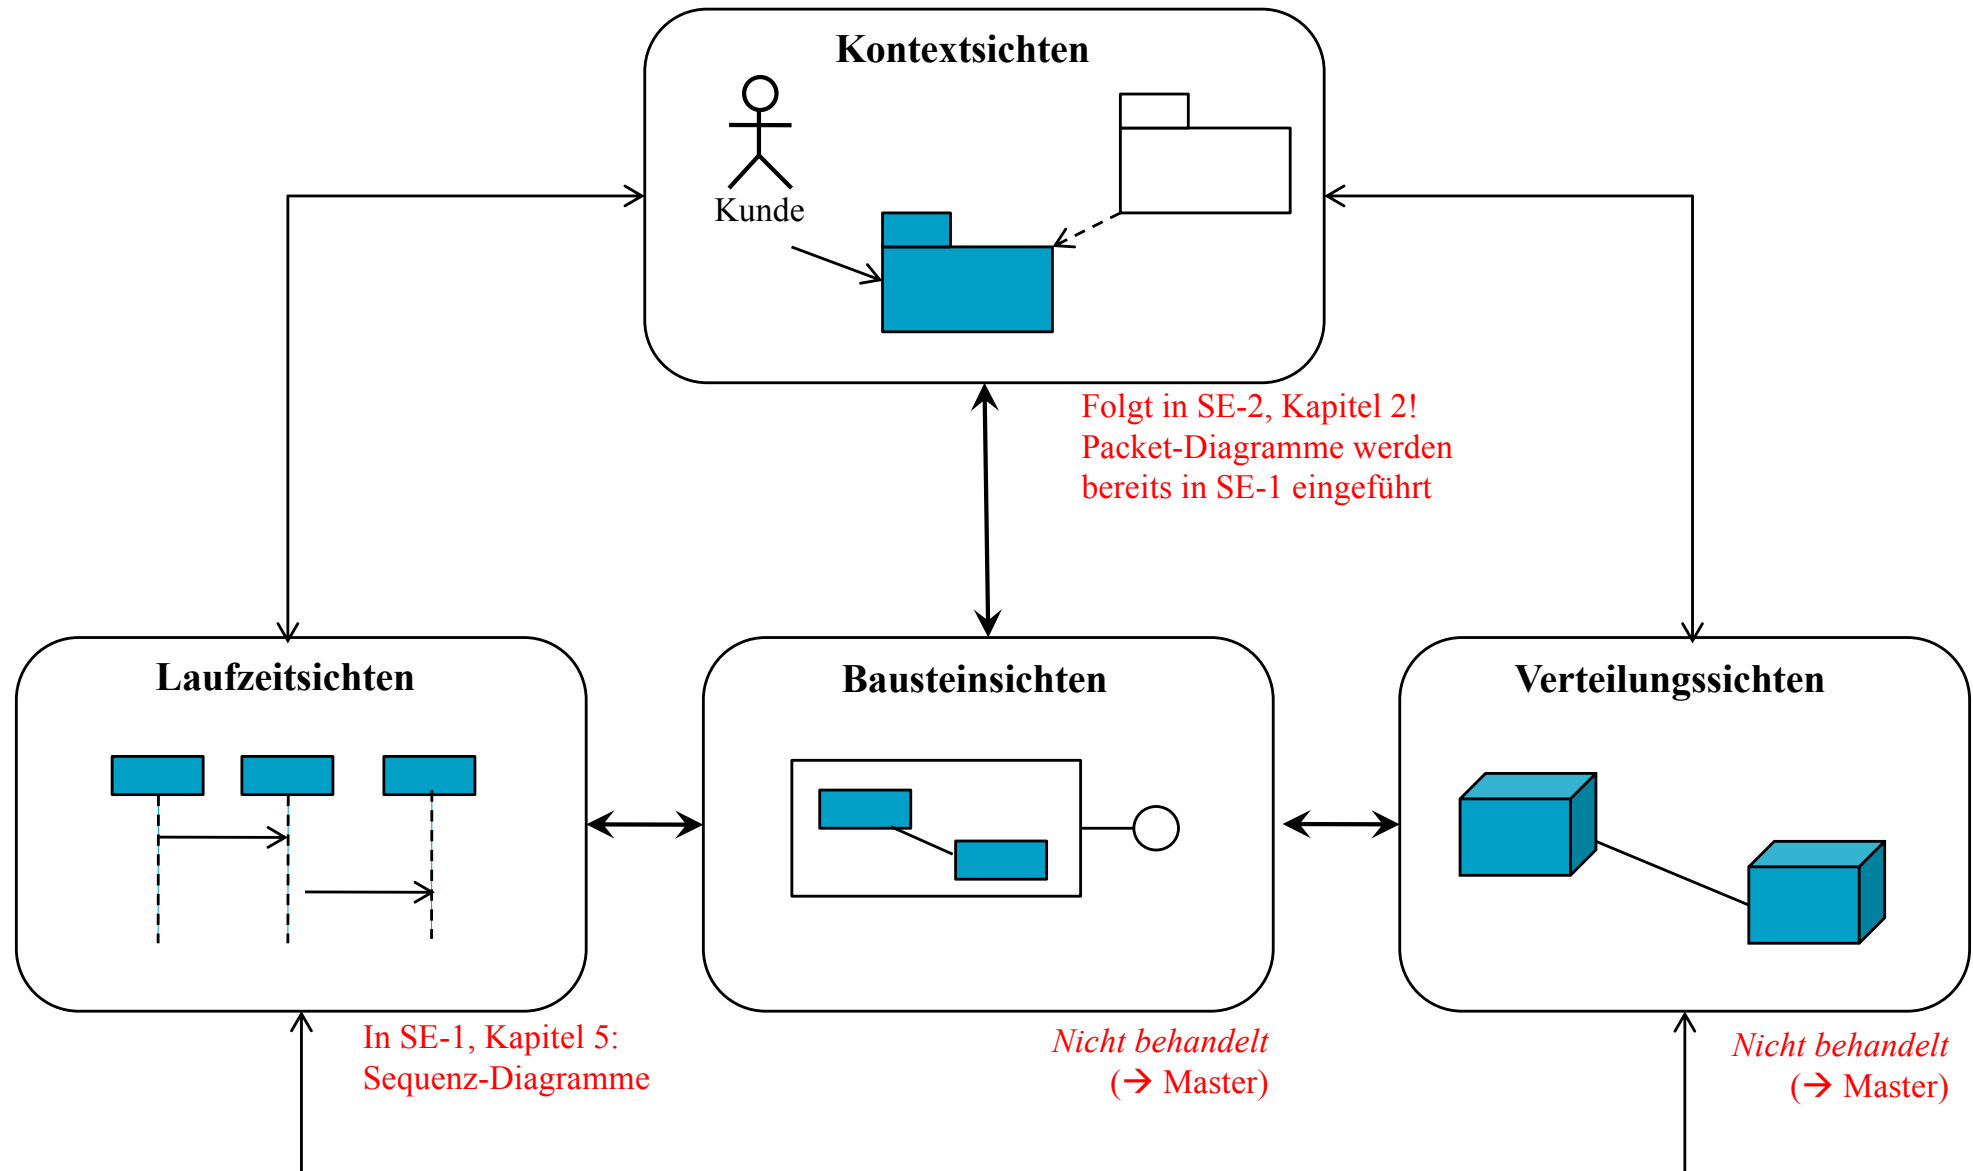 Kontextsichten
Kunde
Folgt in SE-2, Kapitel 2!
Packet-Diagramme werden
bereits in SE-1 eingeführt
Laufzeitsichten
Bausteinsichten
Verteilungssichten
In SE-1, Kapitel 5:
Sequenz-Diagramme
Nicht behandelt
(→ Master)
Nicht behandelt
(→ Master)